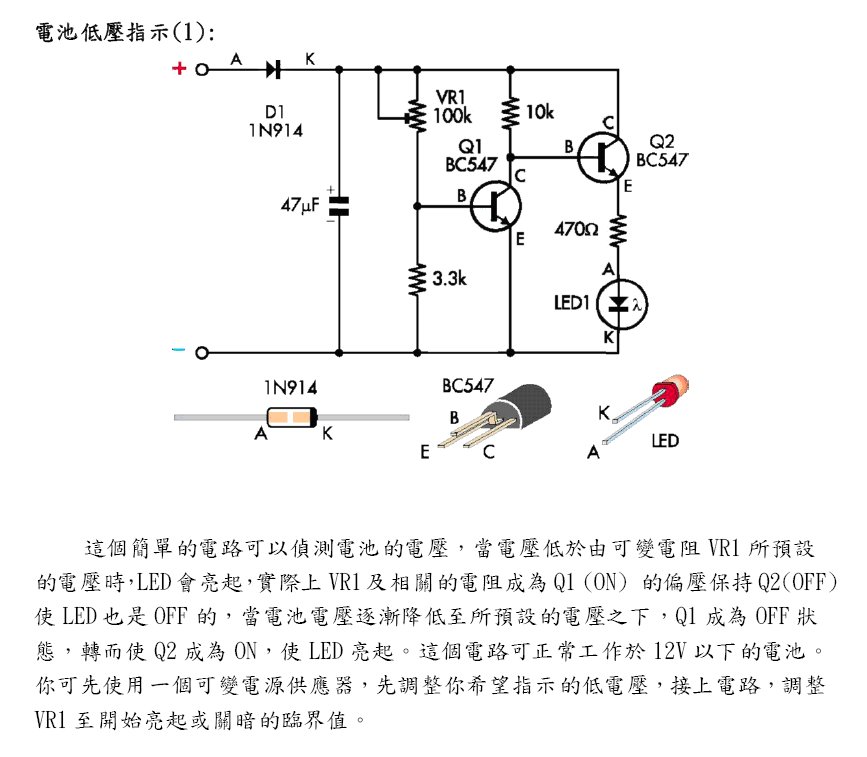 電池低壓指示(1):
+
A
K
D1
1N914
VR1
100k
10k
Q1
BC547
C
B
E
C
B
E
Q2
BC547
+
47µF
−
3.3k
470Ω
A
LED1
λ
K
−
1N914
A
K
BC547
B
E
C
K
A
LED
這個簡單的電路可以偵測電池的電壓，當電壓低於由可變電阻 VR1 所預設
的電壓時，LED 會亮起，實際上 VR1 及相關的電阻成為 Q1(ON) 的偏壓保持 Q2(OFF)
使 LED 也是 OFF 的，當電池電壓逐漸降低至所預設的電壓之下，Q1 成為 OFF 狀
態，轉而使 Q2 成為 ON，使 LED 亮起。這個電路可正常工作於 12V 以下的電池。
你可先使用一個可變電源供應器，先調整你希望指示的低電壓，接上電路，調整
VR1 至開始亮起或關暗的臨界值。